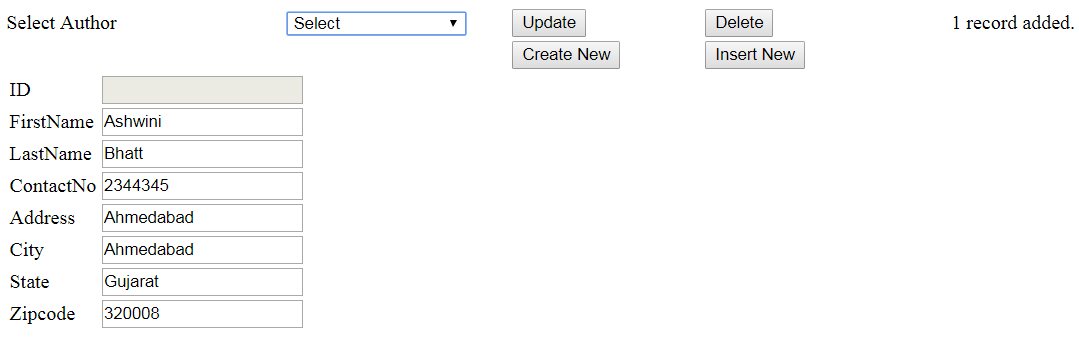 Select Author Select Update Delete 1 record added.
Create New Insert New
ID
FirstName Ashwini
LastName Bhatt
ContactNo 2344345
Address Ahmedabad
City Ahmedabad
State Gujarat
Zipcode 320008